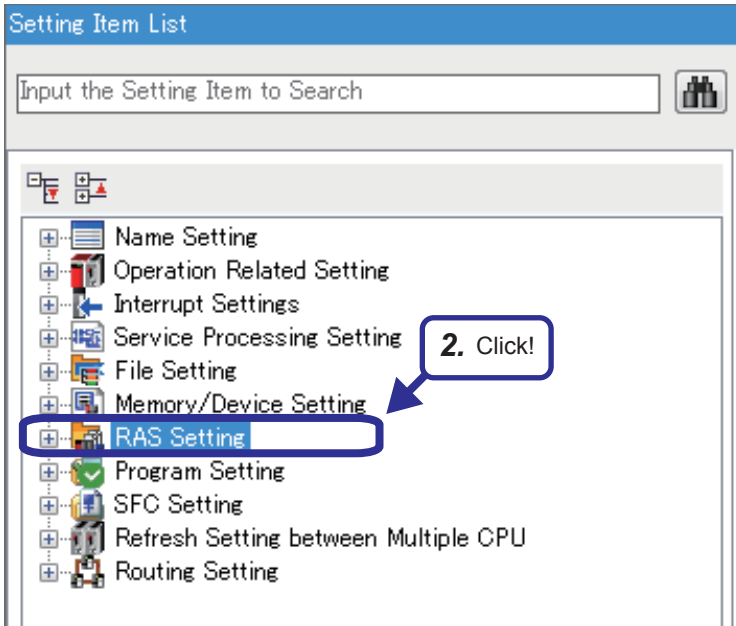 Setting Item List
Input the Setting Item to Search
Name Setting
Operation Related Setting
Interrupt Settings
Service Processing Setting
2. Click!
File Setting
Memory/Device Setting
RAS Setting
Program Setting
SFC Setting
Refresh Setting between Multiple CPU
Routing Setting